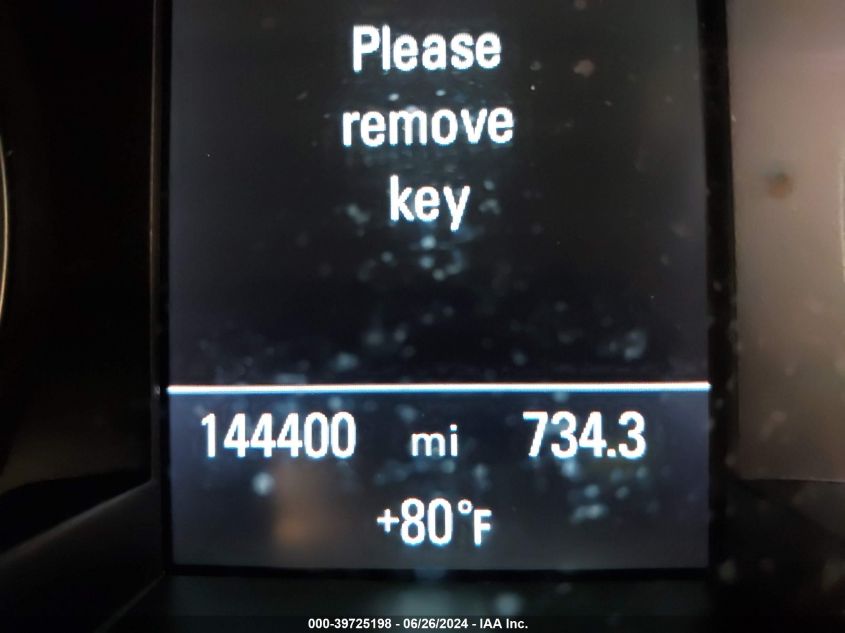 Please
remove
key
144400 mi 734.3
+80°F
000-39725198 - 06/26/2024 - IAA Inc.